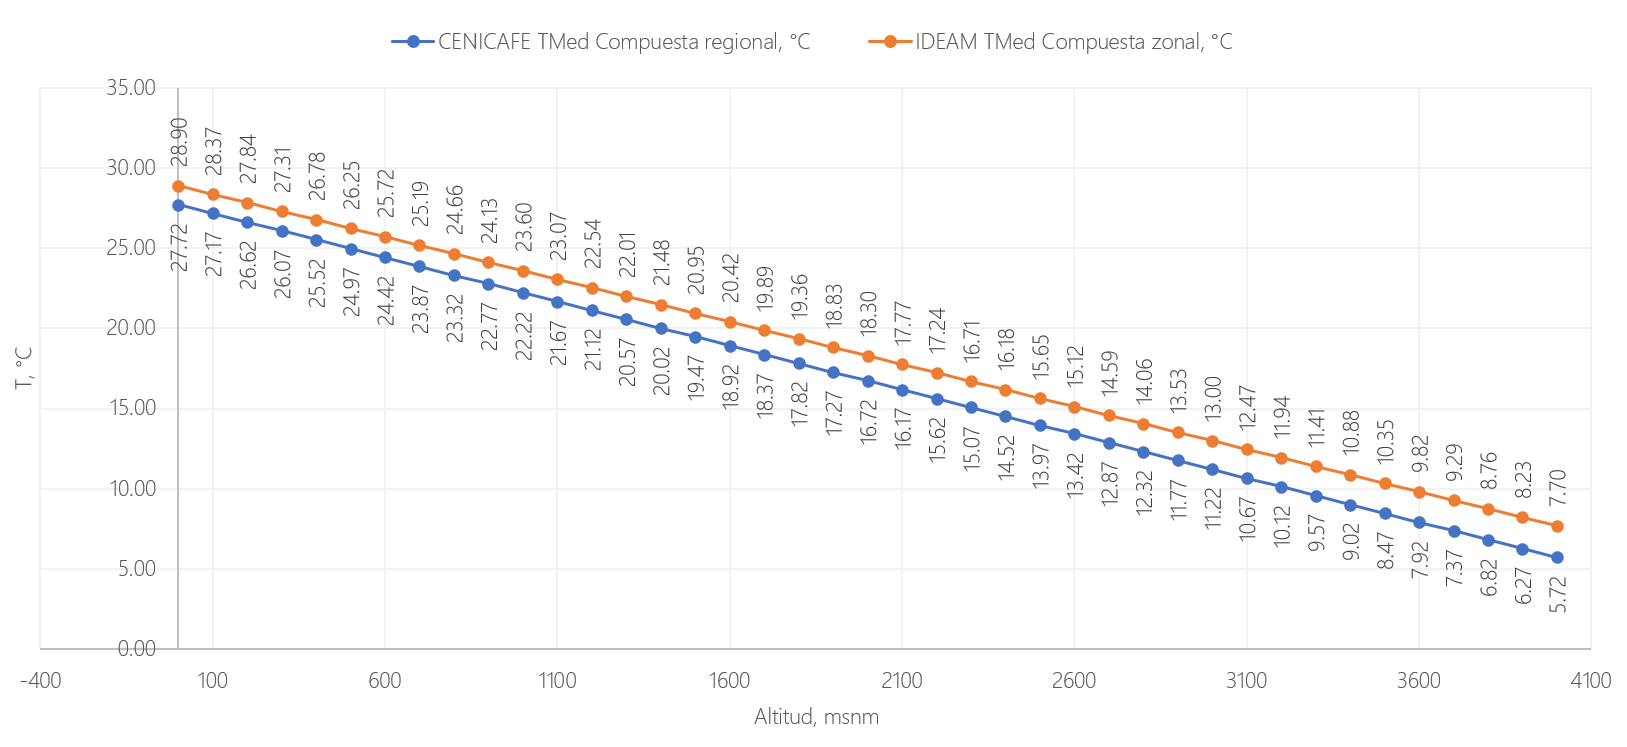 CENICAFE TMed Compuesta regional, °C IDEAM TMed Compuesta zonal, °C
35.00
30.00
25.00
20.00
15.00
10.00
5.00
0.00
T, °C
28.90 28.37 27.84 27.31 26.78 26.25 25.72 25.19 24.66 24.13 23.60 23.07 22.54 22.01 21.48 20.95 20.42 19.89 19.36 18.83 18.30 17.77 17.24 16.71 16.18 15.65 15.12 14.59 14.06 13.53 13.00 12.47 11.94 11.41 10.88 10.35 9.82 9.29 8.76 8.23 7.70
27.72 27.17 26.62 26.07 25.52 24.97 24.42 23.87 23.32 22.77 22.22 21.67 21.12 20.57 20.02 19.47 18.92 18.37 17.82 17.27 16.72 16.17 15.62 15.07 14.52 13.97 13.42 12.87 12.32 11.77 11.22 10.67 10.12 9.57 9.02 8.47 7.92 7.37 6.82 6.27 5.72
-400 100 600 1100 1600 2100 2600 3100 3600 4100
Altitud, msnm